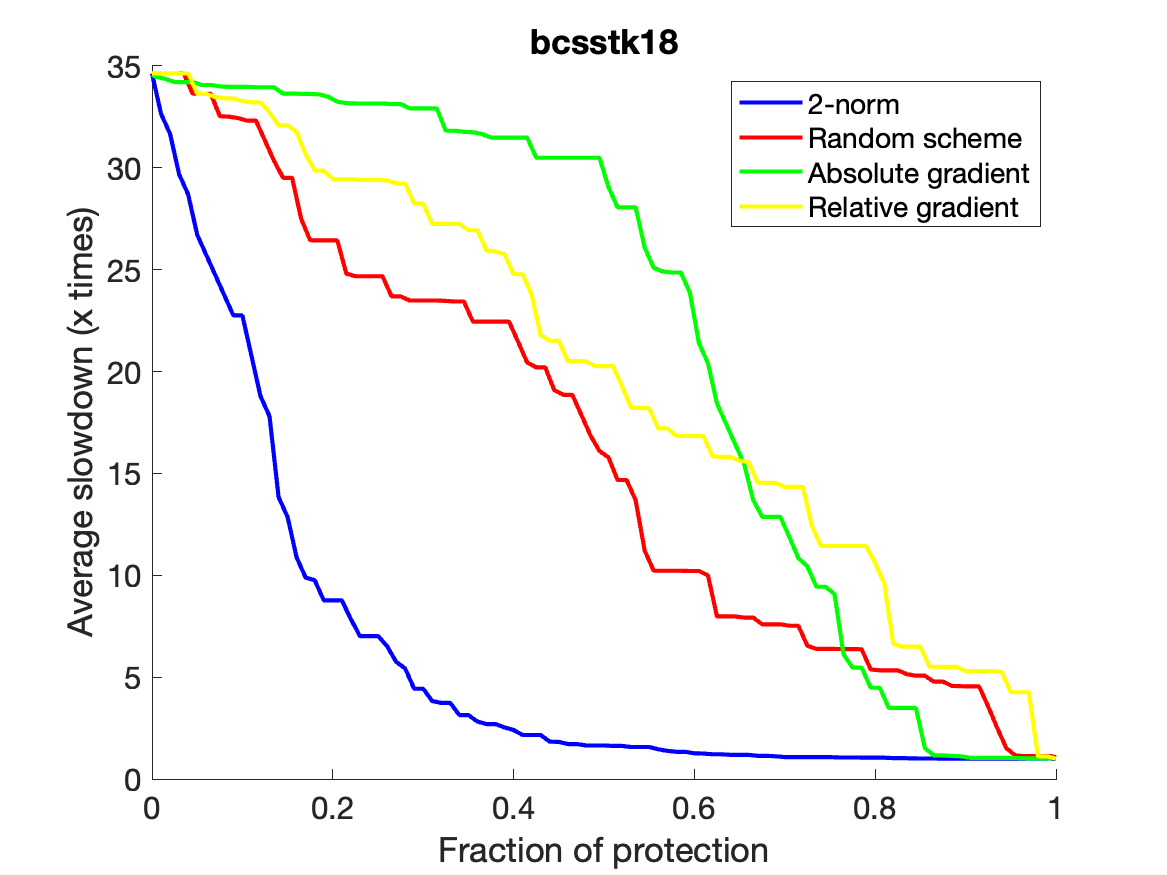 bcsstk18
35
30
25
20
15
10
5
0
Average slowdown (x times)
2-norm
Random scheme
Absolute gradient
Relative gradient
0 0.2 0.4 0.6 0.8 1
Fraction of protection